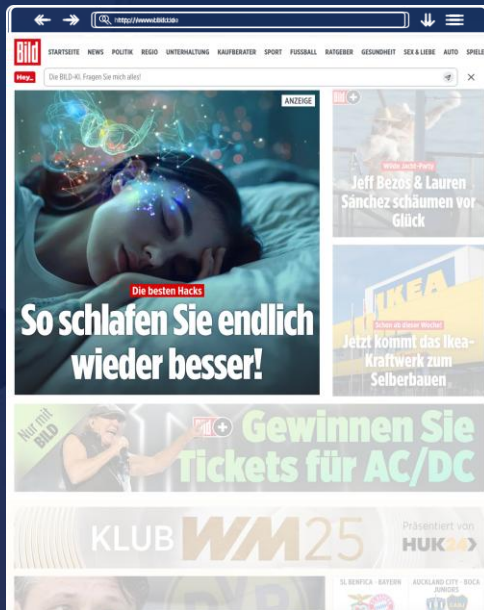 Bild
STARTSEITE NEWS POLITIK REGIO UNTERHALTUNG KAUFBERATER SPORT FUSSBALL RATGEBER GESUNDHEIT SEX & LIEBE AUTO SPIELE
Hey_
Die BILD-KI. Fragen Sie mich alles!
ANZEIGE
Die besten Hacks
So schlafen Sie endlich
wieder besser!
Bild
Wilde Jacht-Party
Jeff Bezos & Lauren
Sánchez schäumen vor
Glück
IKEA
Schon ab dieser Woche!
Jetzt kommt das Ikea-
Kraftwerk zum
Selberbauen
Nur mit
BILD
Bild
Gewinnen Sie
Tickets für AC/DC
KLUB WM25
Präsentiert von
HUK24
SL BENFICA - BAYERN
AUCKLAND CITY - BOCA
JUNIORS